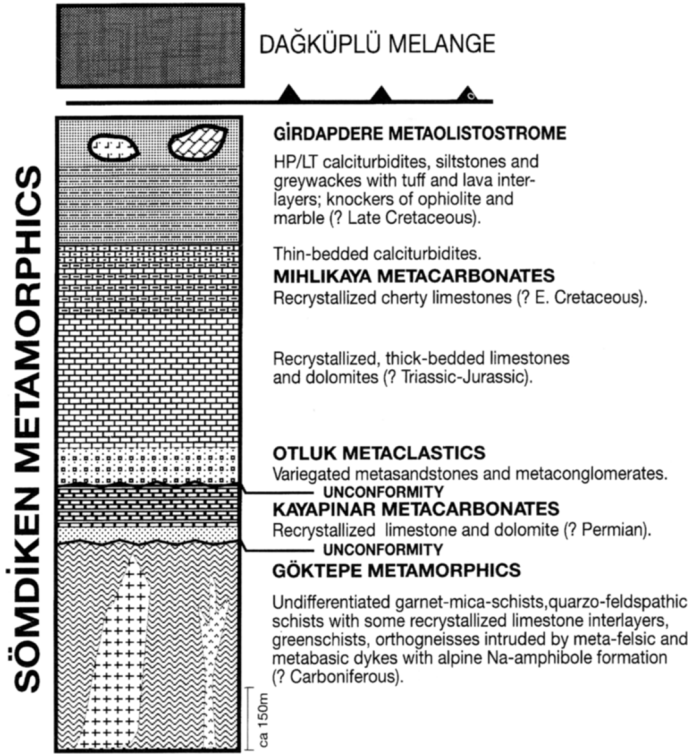 DAĞKÜPLÜ MELANGE
SÖMDİKEN METAMORPHICS
GİRDAPDERE METAOLISTOSTROME
HP/LT calciturbidites, siltstones and
greywackes with tuff and lava inter-
layers; knockers of ophiolite and
marble (? Late Cretaceous).
Thin-bedded calciturbidites.
MIHLIKAYA METACARBONATES
Recrystallized cherty limestones (? E. Cretaceous).
Recrystallized, thick-bedded limestones
and dolomites (? Triassic-Jurassic).
OTLUK METACLASTICS
Variegated metasandstones and metaconglomerates.
UNCONFORMITY
KAYAPINAR METACARBONATES
Recrystallized limestone and dolomite (? Permian).
UNCONFORMITY
GÖKTEPE METAMORPHICS
Undifferentiated garnet-mica-schists,quarzo-feldspathic
schists with some recrystallized limestone interlayers,
greenschists, orthogneisses intruded by meta-felsic and
metabasic dykes with alpine Na-amphibole formation
(? Carboniferous).
ca 150m